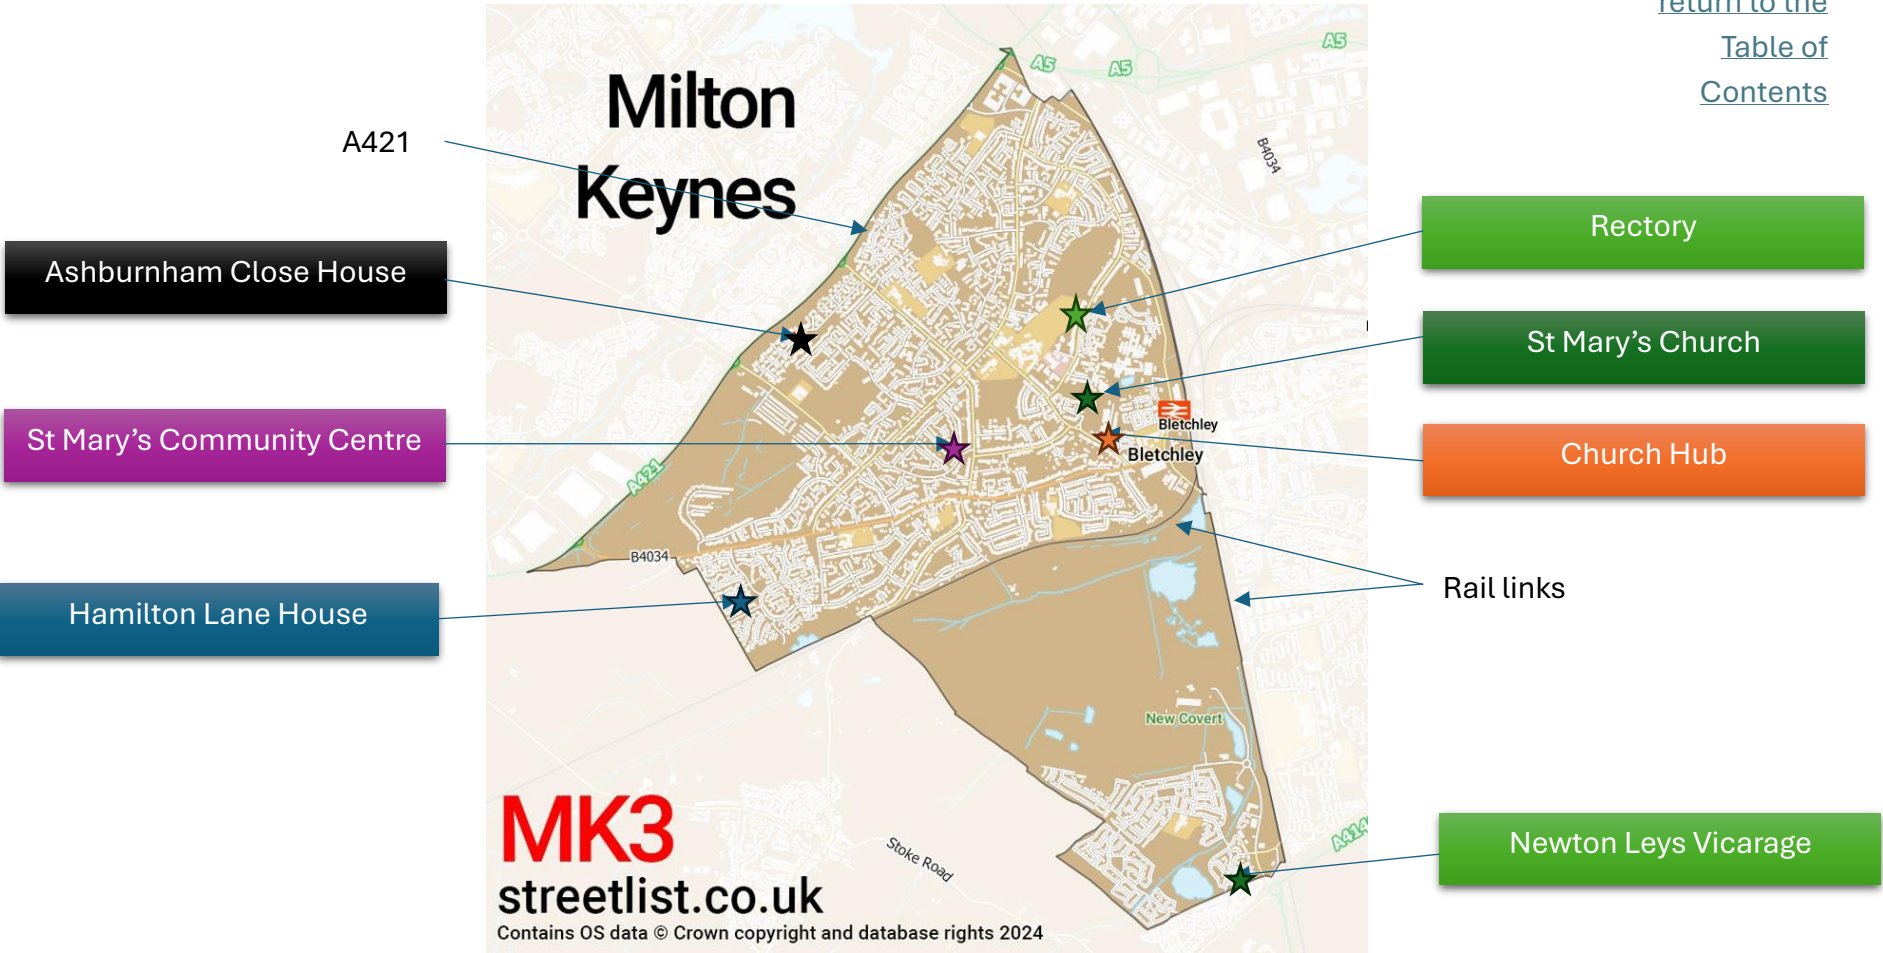 return to the
Table of
Contents
Milton
Keynes
A5
A5
A5
B4034
A421
Rectory
Ashburnham Close House
St Mary’s Church
St Mary’s Community Centre
Bletchley
Church Hub
Bletchley
A421
B4034
Hamilton Lane House
Rail links
New Covert
MK3
streetlist.co.uk
Contains OS data © Crown copyright and database rights 2024
Stoke Road
A414
Newton Leys Vicarage